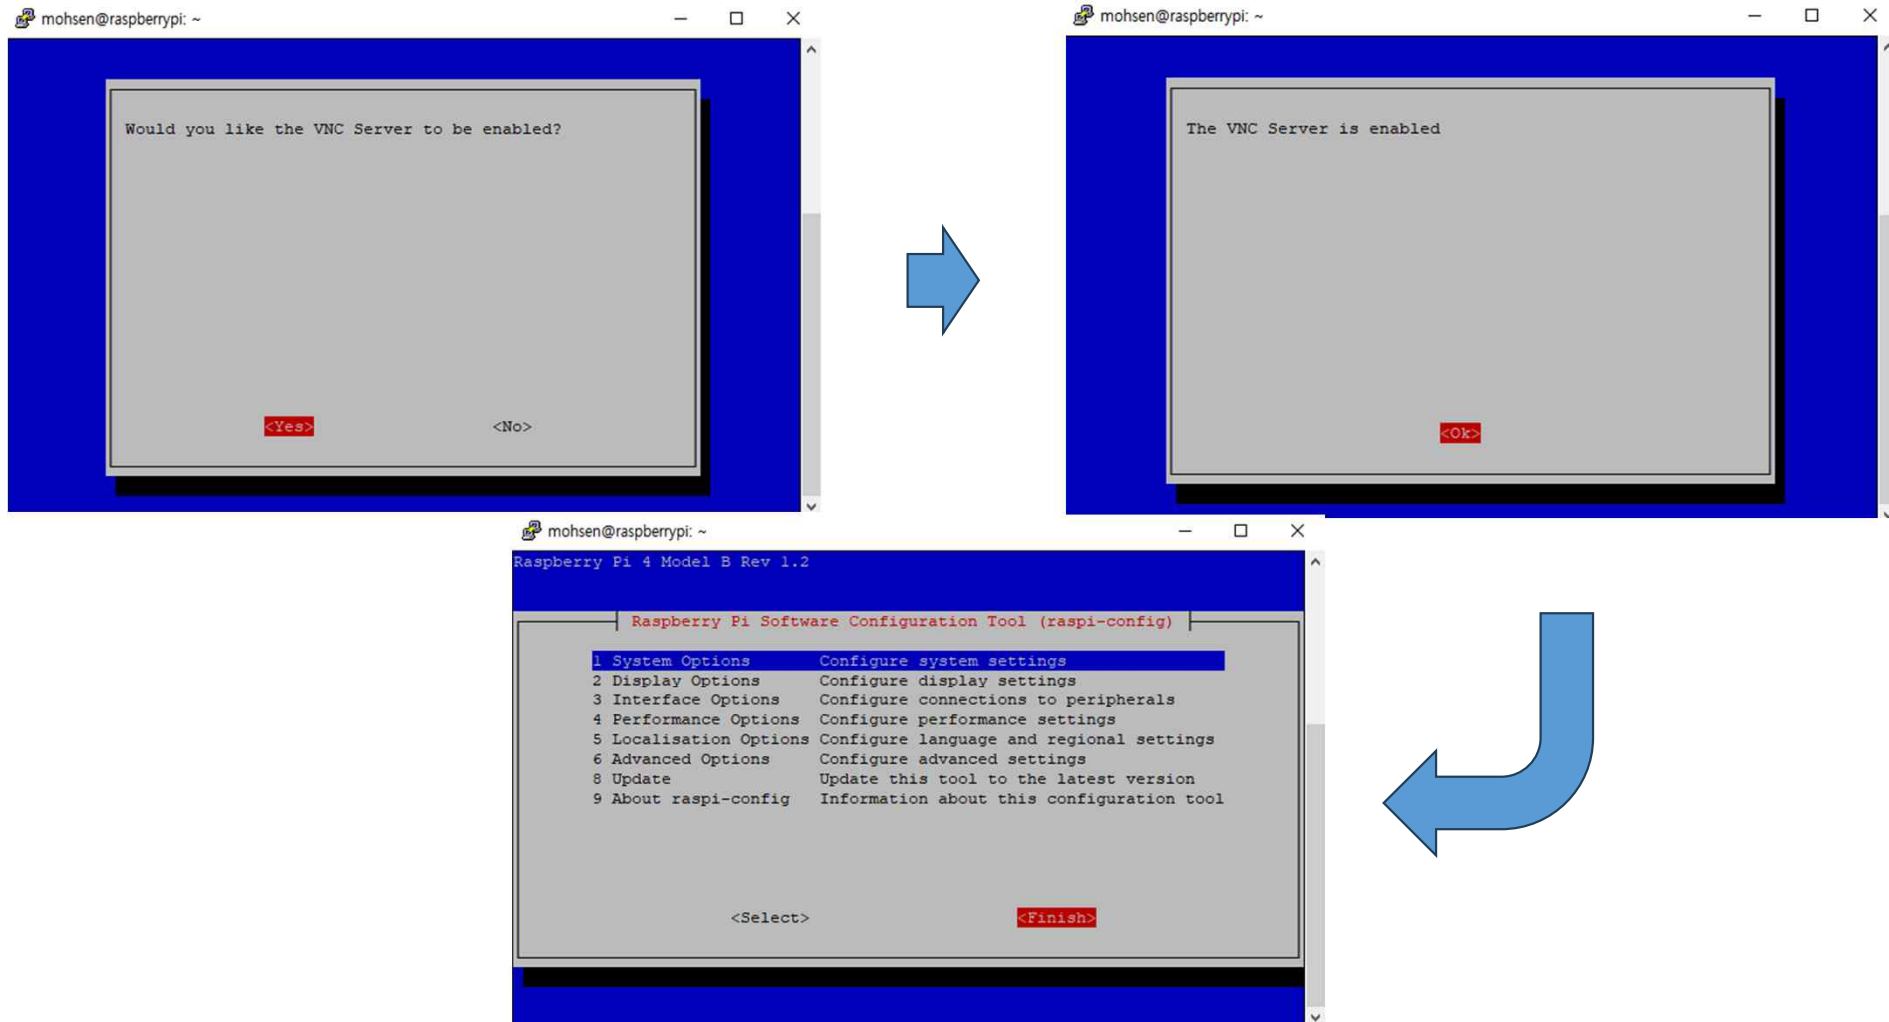 mohsen@raspberrypi: ~
Would you like the VNC Server to be enabled?
<Yes> <No>
mohsen@raspberrypi: ~
The VNC Server is enabled
<Ok>
mohsen@raspberrypi: ~
Raspberry Pi 4 Model B Rev 1.2
Raspberry Pi Software Configuration Tool (raspi-config)
1 System Options Configure system settings
2 Display Options Configure display settings
3 Interface Options Configure connections to peripherals
4 Performance Options Configure performance settings
5 Localisation Options Configure language and regional settings
6 Advanced Options Configure advanced settings
8 Update Update this tool to the latest version
9 About raspi-config Information about this configuration tool
<Select> <Finish>